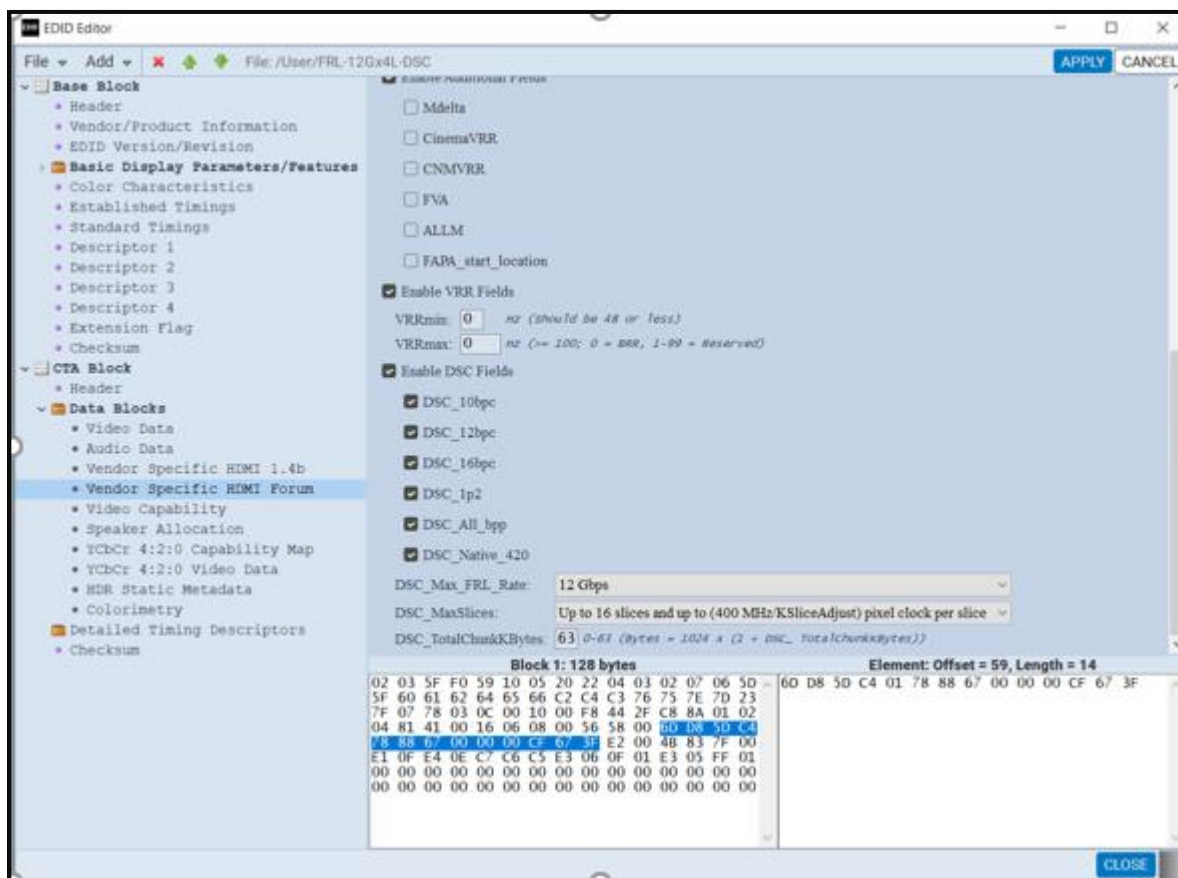 EDID Editor
File Add File: /User/FRL-12Gx4L-DSC APPLY CANCEL
Base Block
Header
Vendor/Product Information
EDID Version/Revision
Basic Display Parameters/Features
Color Characteristics
Established Timings
Standard Timings
Descriptor 1
Descriptor 2
Descriptor 3
Descriptor 4
Extension Flag
Checksum
CTA Block
Header
Data Blocks
Video Data
Audio Data
Vendor Specific HDMI 1.4b
Vendor Specific HDMI Forum
Video Capability
Speaker Allocation
YCbCr 4:2:0 Capability Map
YCbCr 4:2:0 Video Data
HDR Static Metadata
Colorimetry
Detailed Timing Descriptors
Checksum
Enable Additional Fields
Mdelta
CinemaVRR
CNMVRR
FVA
ALLM
FAPA_start_location
Enable VRR Fields
VRRmin: 0 Hz (Should be 48 or less)
VRRmax: 0 Hz (>= 100; 0 = BRR, 1-99 = Reserved)
Enable DSC Fields
DSC_10bpc
DSC_12bpc
DSC_16bpc
DSC_1p2
DSC_All_bpp
DSC_Native_420
DSC_Max_FRL_Rate: 12 Gbps
DSC_MaxSlices: Up to 16 slices and up to (400 MHz/KSliceAdjust) pixel clock per slice
DSC_TotalChunkKBytes: 63 0-63 (Bytes = 1024 x (1 + DSC_ TotalChunkKBytes))
Block 1: 128 bytes
02 03 5F F0 59 10 05 20 22 04 03 02 07 06 5D
5F 60 61 62 64 65 66 C2 C4 C3 76 75 7E 7D 23
7F 07 78 03 0C 00 10 00 F8 44 2F C8 8A 01 02
04 81 41 00 16 06 08 00 56 58 00 6D D8 5D C4
78 88 67 00 00 00 CF 67 3F E2 00 4B 83 7F 00
E1 0F E4 0E C7 C6 C5 E3 06 0F 01 E3 05 FF 01
00 00 00 00 00 00 00 00 00 00 00 00 00 00 00
00 00 00 00 00 00 00 00 00 00 00 00 00 00 00
Element: Offset = 59, Length = 14
6D D8 5D C4 01 78 88 67 00 00 00 CF 67 3F
CLOSE